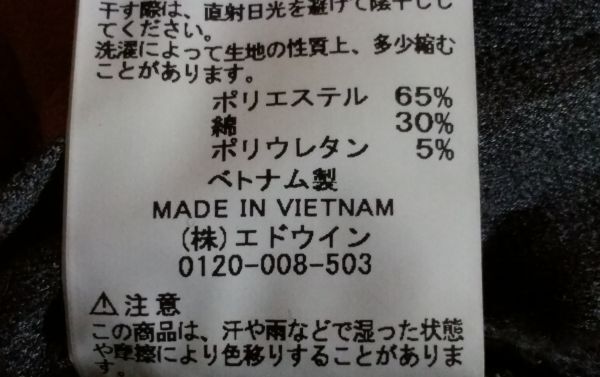 干す際は、直射日光を避けて陰干しし
てください。
洗濯によって生地の性質上、多少縮む
ことがあります。
ポリエステル 65%
綿 30%
ポリウレタン 5%
ベトナム製
MADE IN VIETNAM
(株)エドウイン
0120-008-503
⚠注意
この商品は、汗や雨などで湿った状態
や摩擦により色移りすることがありま
す。